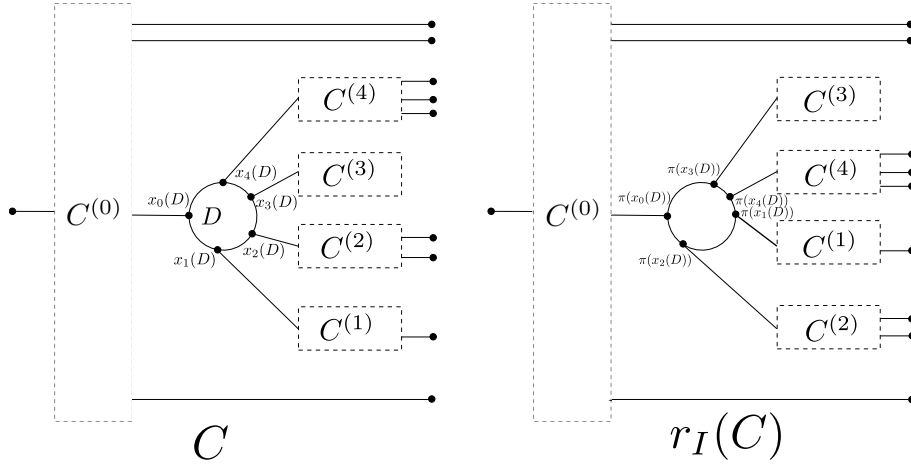 C^{(0)}
C^{(4)}
x_4(D)
C^{(3)}
x_0(D)
D
x_3(D)
C^{(2)}
x_2(D)
x_1(D)
C^{(1)}
C
C^{(0)}
C^{(3)}
π(x_3(D))
C^{(4)}
π(x_0(D))
π(x_4(D))
π(x_1(D))
C^{(1)}
π(x_2(D))
C^{(2)}
r_I(C)